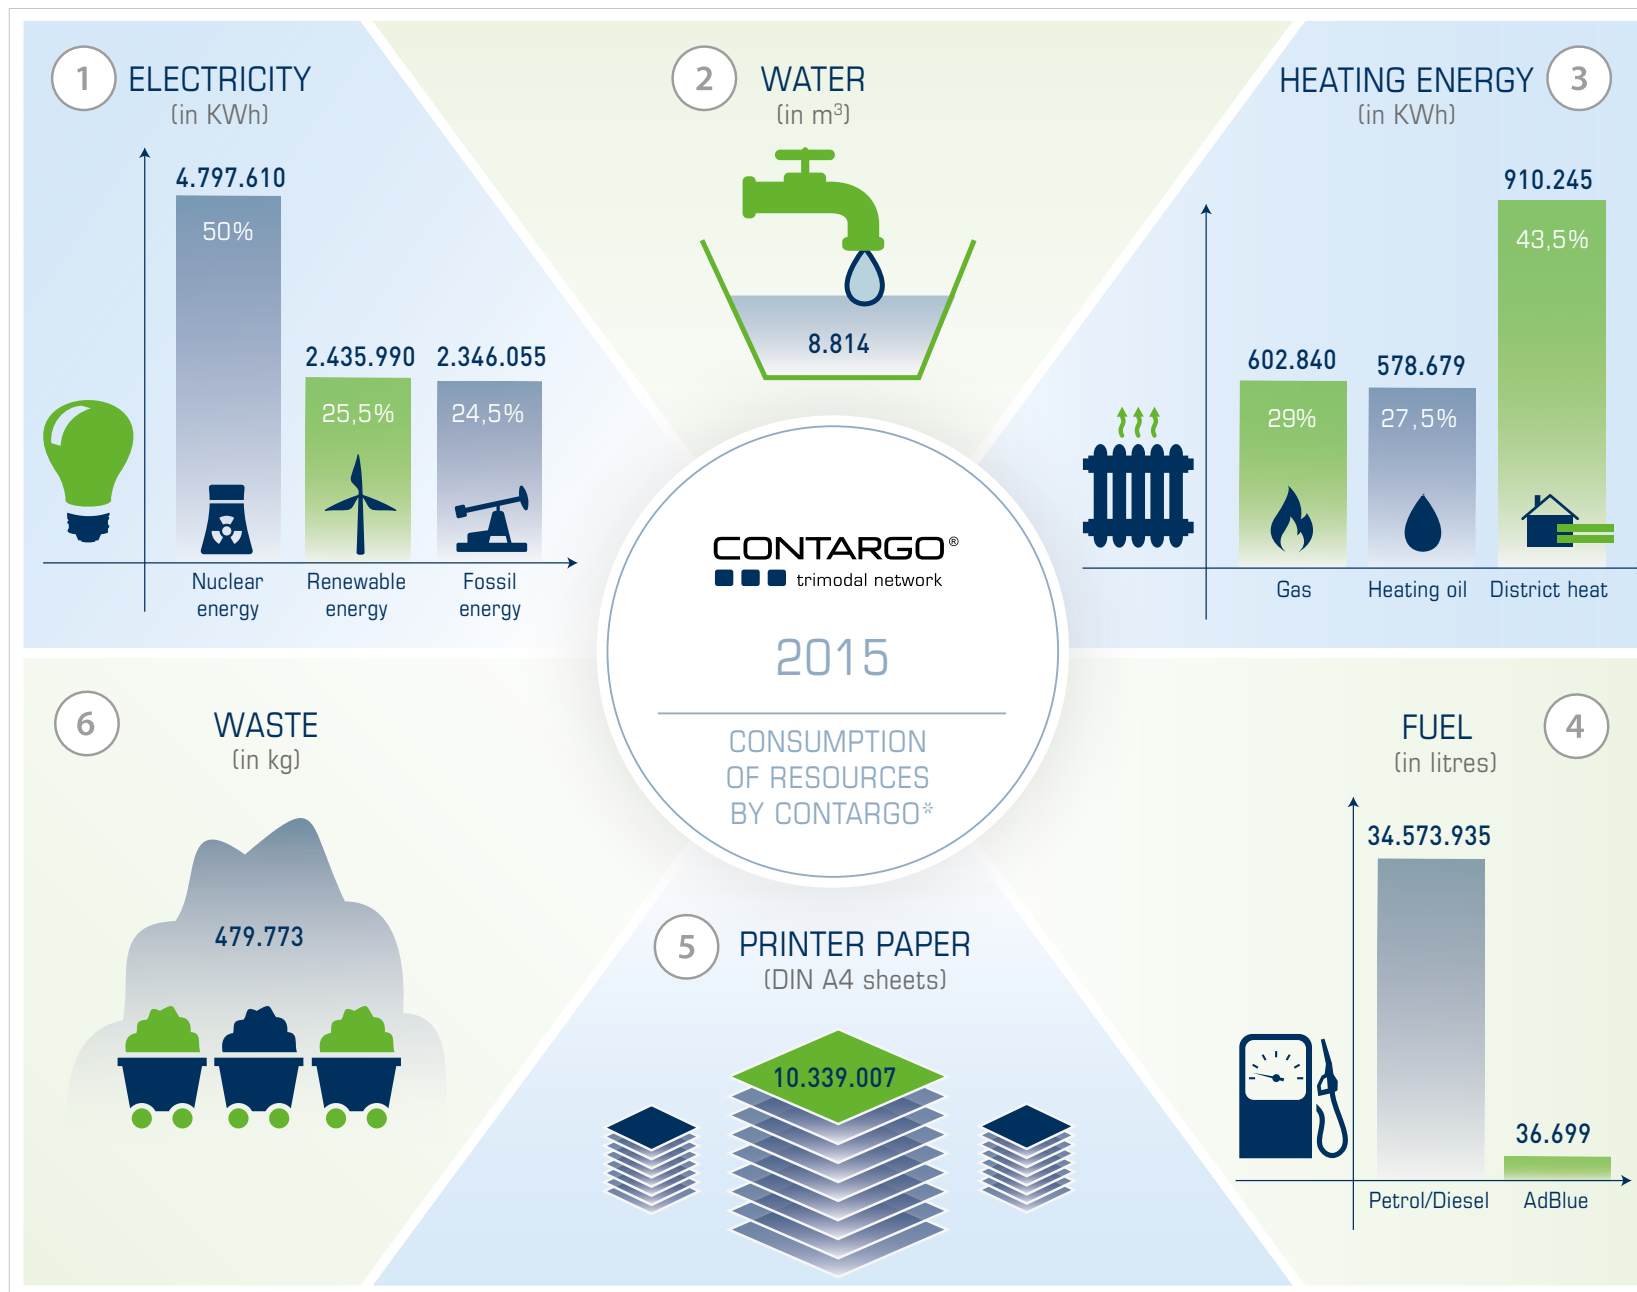 1
ELECTRICITY
(in KWh)
4.797.610
50%
2.435.990
25,5%
2.346.055
24,5%
Nuclear
energy
Renewable
energy
Fossil
energy
2
WATER
(in m³)
8.814
HEATING ENERGY
3
(in KWh)
602.840
29%
578.679
27,5%
910.245
43,5%
Gas
Heating oil
District heat
CONTARGO®
trimodal network
2015
CONSUMPTION
OF RESOURCES
BY CONTARGO*
FUEL
4
(in litres)
34.573.935
36.699
Petrol/Diesel
AdBlue
5
PRINTER PAPER
(DIN A4 sheets)
10.339.007
6
WASTE
(in kg)
479.773